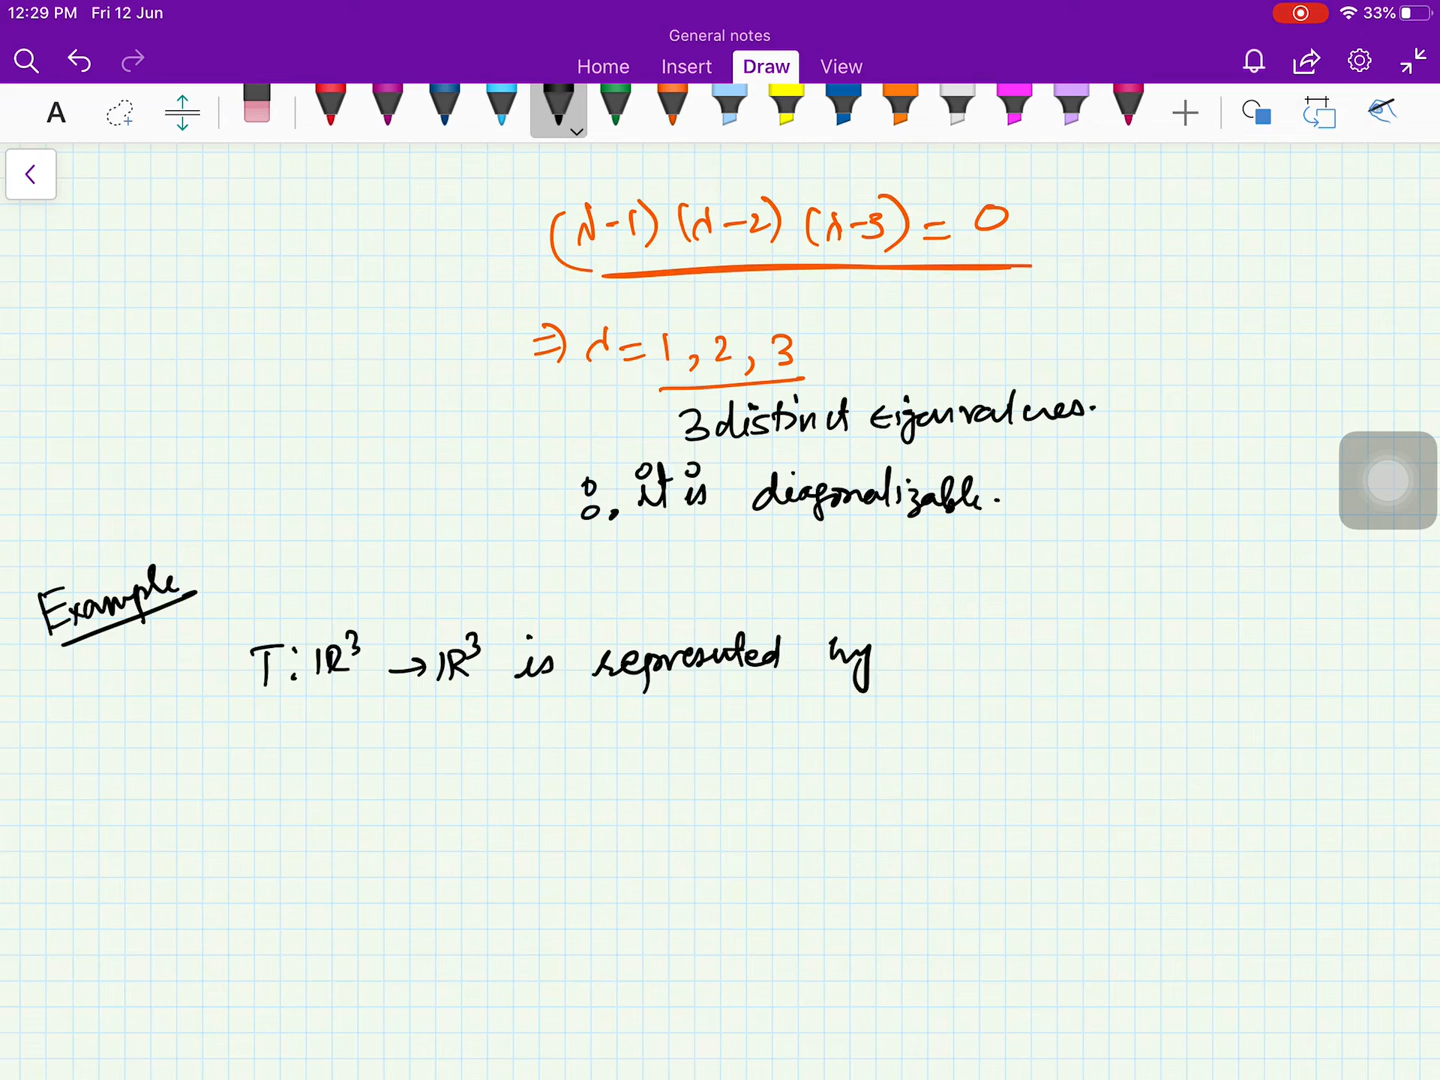 12:29 PM Fri 12 Jun
33%
General notes
Home Insert Draw View
A
(λ-1) (λ-2) (λ-3) = 0
⇒ λ = 1, 2, 3
3 distinct Eigenvalues.
∴, it is diagonalizable.
Example
T: ℝ³ → ℝ³ is represented by